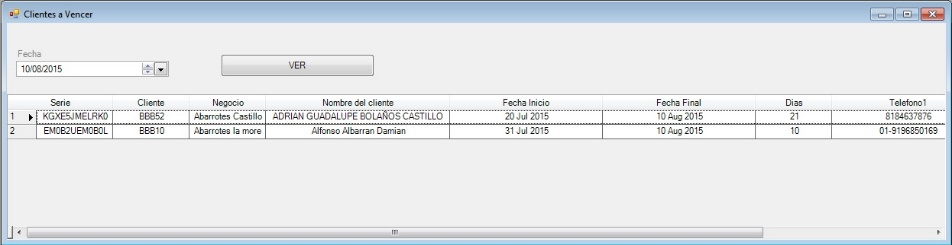 Clientes a Vencer
Fecha
10/08/2015
VER
Serie Cliente Negocio Nombre del cliente Fecha Inicio Fecha Final Dias Telefono1
1 KGXE5JMELRK0 BBB52 Abarrotes Castillo ADRIAN GUADALUPE BOLAÑOS CASTILLO 20 Jul 2015 10 Aug 2015 21 8184637876
2 EM0B2UEM0B0L BBB10 Abarrotes la more Alfonso Albarran Damian 31 Jul 2015 10 Aug 2015 10 01-9196850169